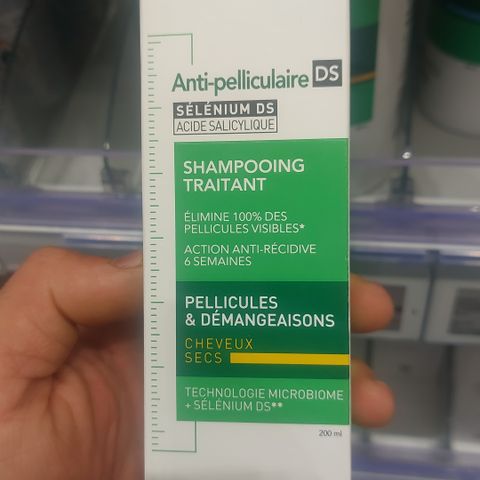 Anti-pelliculaire DS
SÉLÉNIUM DS
ACIDE SALICYLIQUE
SHAMPOOING
TRAITANT
ÉLIMINE 100% DES
PELLICULES VISIBLES*
ACTION ANTI-RÉCIDIVE
6 SEMAINES
PELLICULES
& DÉMANGEAISONS
CHEVEUX
SECS
TECHNOLOGIE MICROBIOME
+ SÉLÉNIUM DS**
200 ml